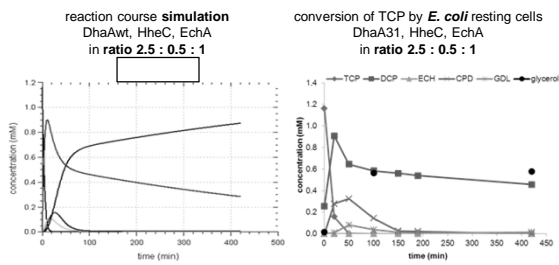 reaction course simulation
DhaAwt, HheC, EchA
in ratio 2.5 : 0.5 : 1
conversion of TCP by E. coli resting cells
DhaA31, HheC, EchA
in ratio 2.5 : 0.5 : 1
1.2
1.0
0.8
0.6
0.4
0.2
0.0
concentration (mM)
0
100
200
300
400
500
time (min)
TCP
DCP
ECH
CPD
GDL
glycerol
1.4
1.2
1.0
0.8
0.6
0.4
0.2
0.0
concentration (mM)
0
50
100
150
200
250
300
350
400
450
time (min)